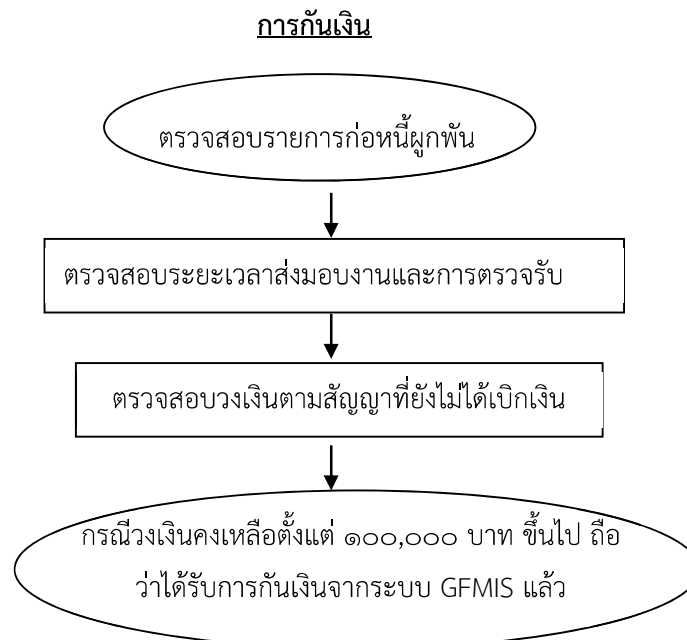 การกันเงิน
ตรวจสอบรายการก่อหนี้ผูกพัน
ตรวจสอบระยะเวลาส่งมอบงานและการตรวจรับ
ตรวจสอบวงเงินตามสัญญาที่ยังไม่ได้เบิกเงิน
กรณีวงเงินคงเหลือตั้งแต่ ๑๐๐,๐๐๐ บาท ขึ้นไป ถือ
ว่าได้รับการกันเงินจากระบบ GFMIS แล้ว